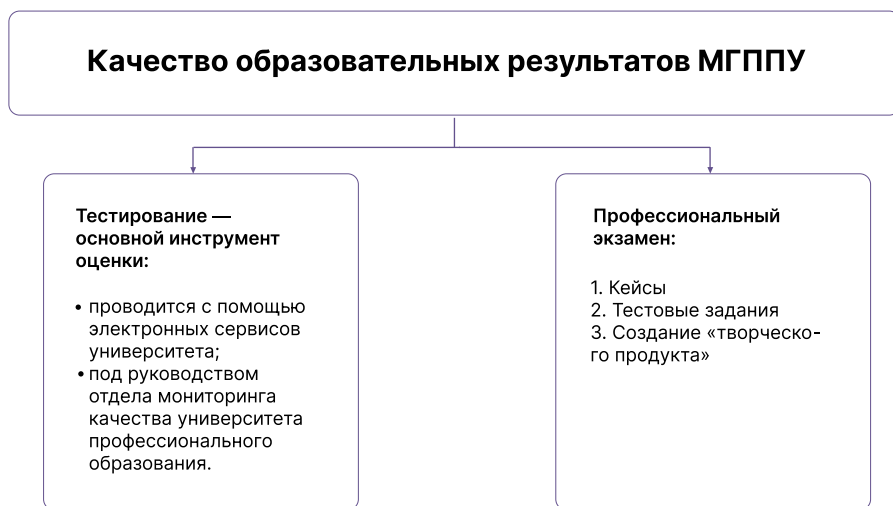 Качество образовательных результатов МГППУ
Тестирование —
основной инструмент
оценки:
• проводится с помощью
электронных сервисов
университета;
• под руководством
отдела мониторинга
качества университета
профессионального
образования.
Профессиональный
экзамен:
1. Кейсы
2. Тестовые задания
3. Создание «творческо-
го продукта»